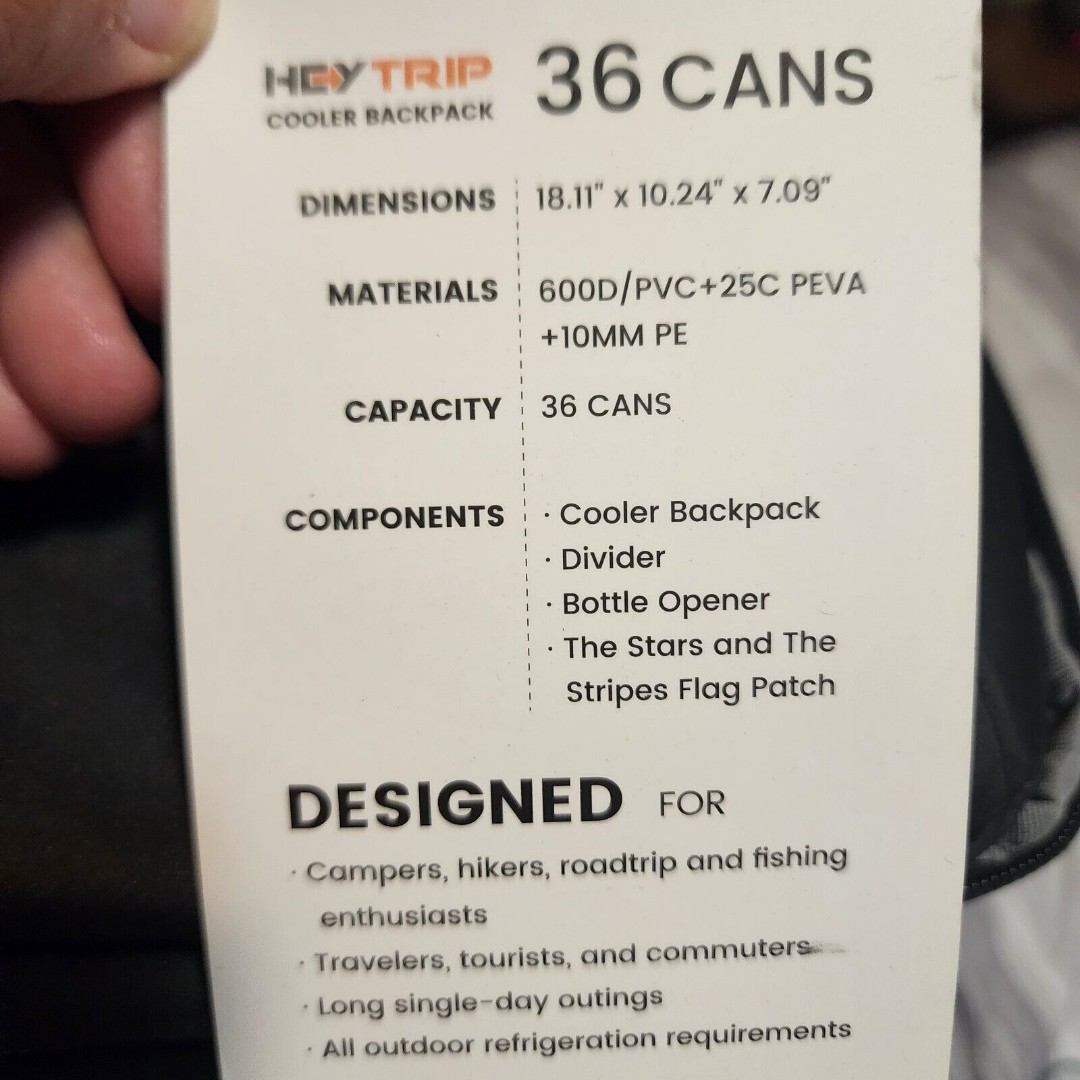 HEY TRIP 36 CANS
COOLER BACKPACK
DIMENSIONS 18.11" x 10.24" x 7.09"
MATERIALS 600D/PVC+25C PEVA
+10MM PE
CAPACITY 36 CANS
COMPONENTS · Cooler Backpack
· Divider
· Bottle Opener
· The Stars and The
Stripes Flag Patch
DESIGNED FOR
· Campers, hikers, roadtrip and fishing
enthusiasts
· Travelers, tourists, and commuters
· Long single-day outings
· All outdoor refrigeration requirements